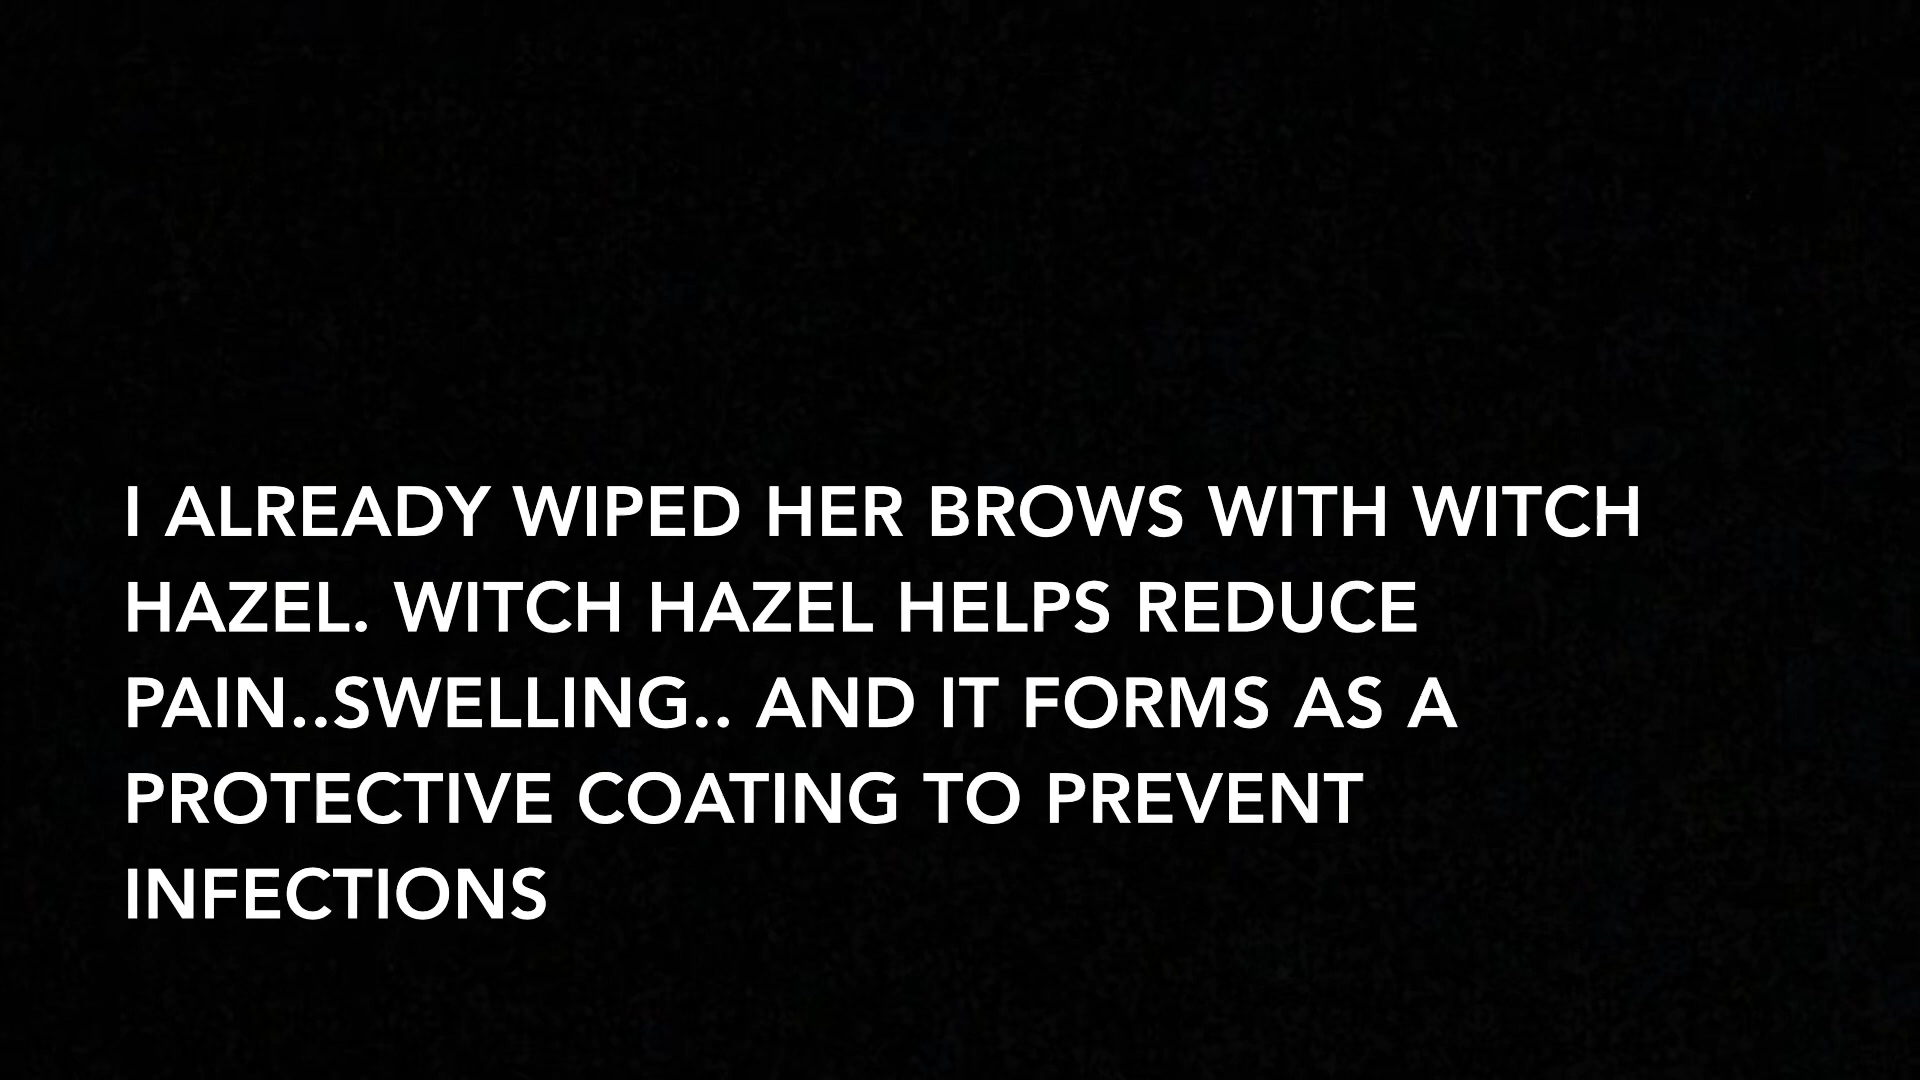 I ALREADY WIPED HER BROWS WITH WITCH
HAZEL. WITCH HAZEL HELPS REDUCE
PAIN..SWELLING.. AND IT FORMS AS A
PROTECTIVE COATING TO PREVENT
INFECTIONS